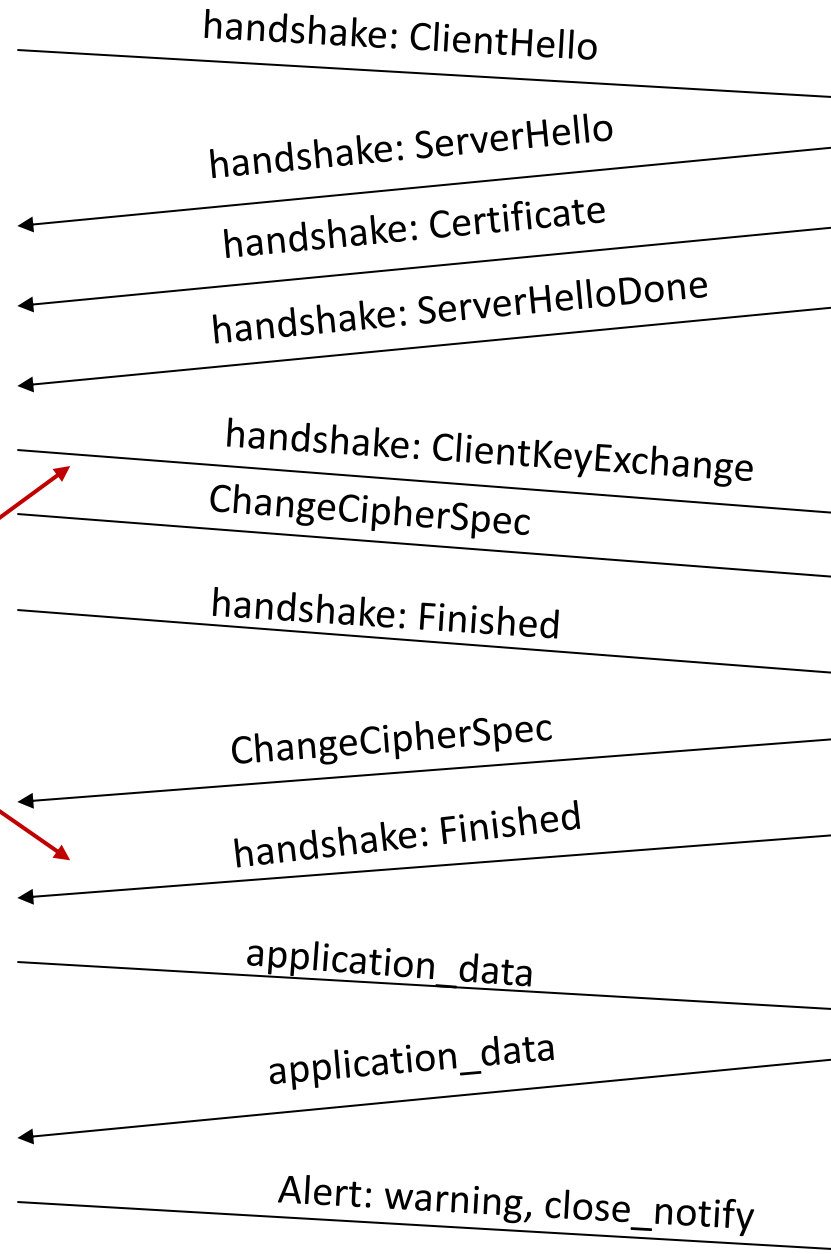 handshake: ClientHello
handshake: ServerHello
handshake: Certificate
handshake: ServerHelloDone
handshake: ClientKeyExchange
ChangeCipherSpec
handshake: Finished
ChangeCipherSpec
handshake: Finished
application_data
application_data
Alert: warning, close_notify